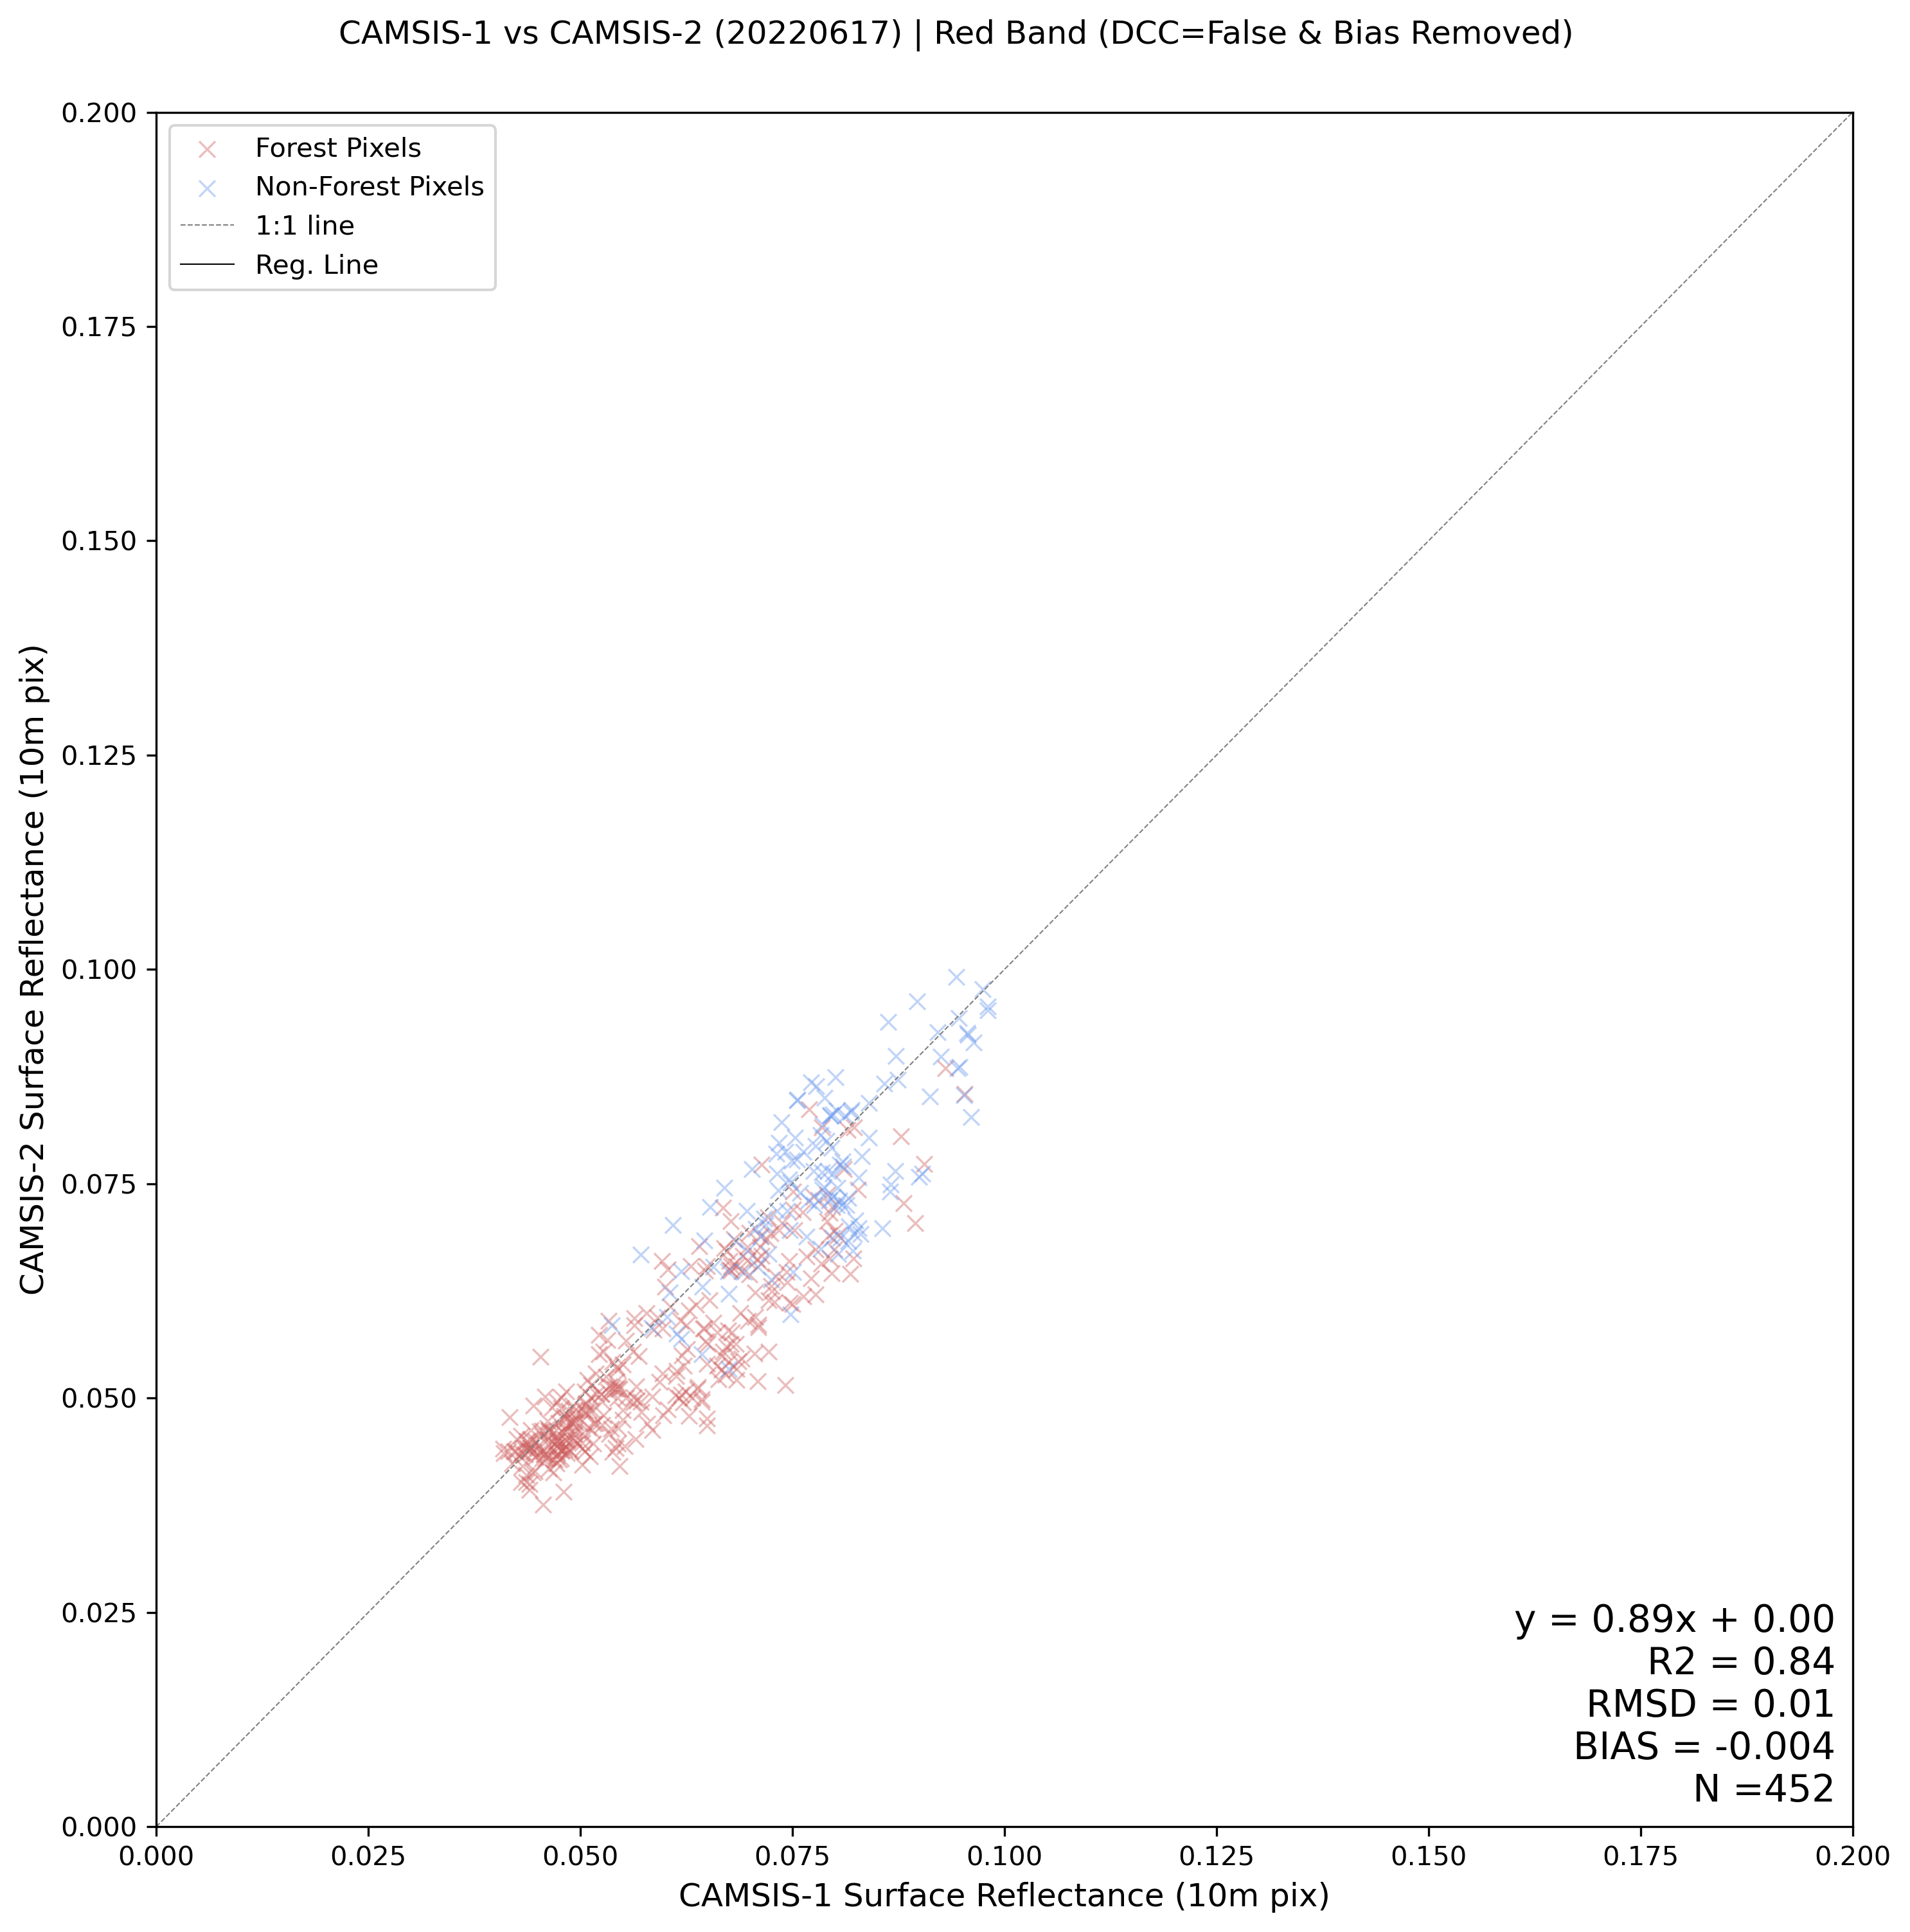 CAMSIS-1 vs CAMSIS-2 (20220617) | Red Band (DCC=False & Bias Removed)
Forest Pixels
Non-Forest Pixels
1:1 line
Reg. Line
CAMSIS-2 Surface Reflectance (10m pix)
0.200
0.175
0.150
0.125
0.100
0.075
0.050
0.025
0.000
y = 0.89x + 0.00
R2 = 0.84
RMSD = 0.01
BIAS = -0.004
N =452
0.000 0.025 0.050 0.075 0.100 0.125 0.150 0.175 0.200
CAMSIS-1 Surface Reflectance (10m pix)